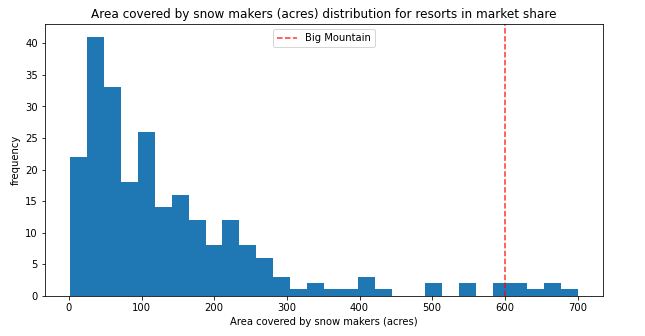 Area covered by snow makers (acres) distribution for resorts in market share
Big Mountain
40
35
30
25
20
15
10
5
0
frequency
0 100 200 300 400 500 600 700
Area covered by snow makers (acres)